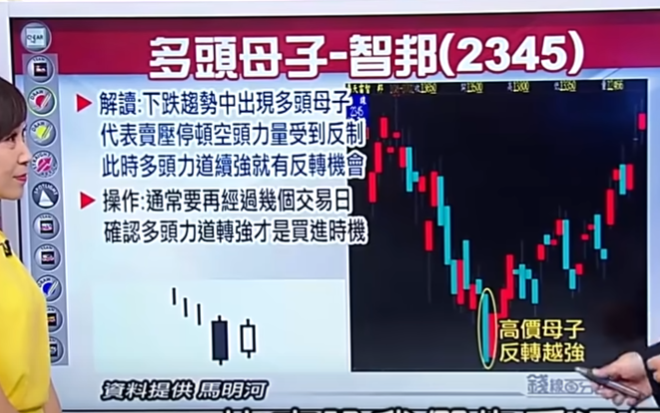 多頭母子-智邦(2345)
解讀:下跌趨勢中出現多頭母子
代表賣壓停頓空頭力量受到反制
此時多頭力道續強就有反轉機會
操作:通常要再經過幾個交易日
確認多頭力道轉強才是買進時機
高價母子
反轉越強
資料提供 馬明河